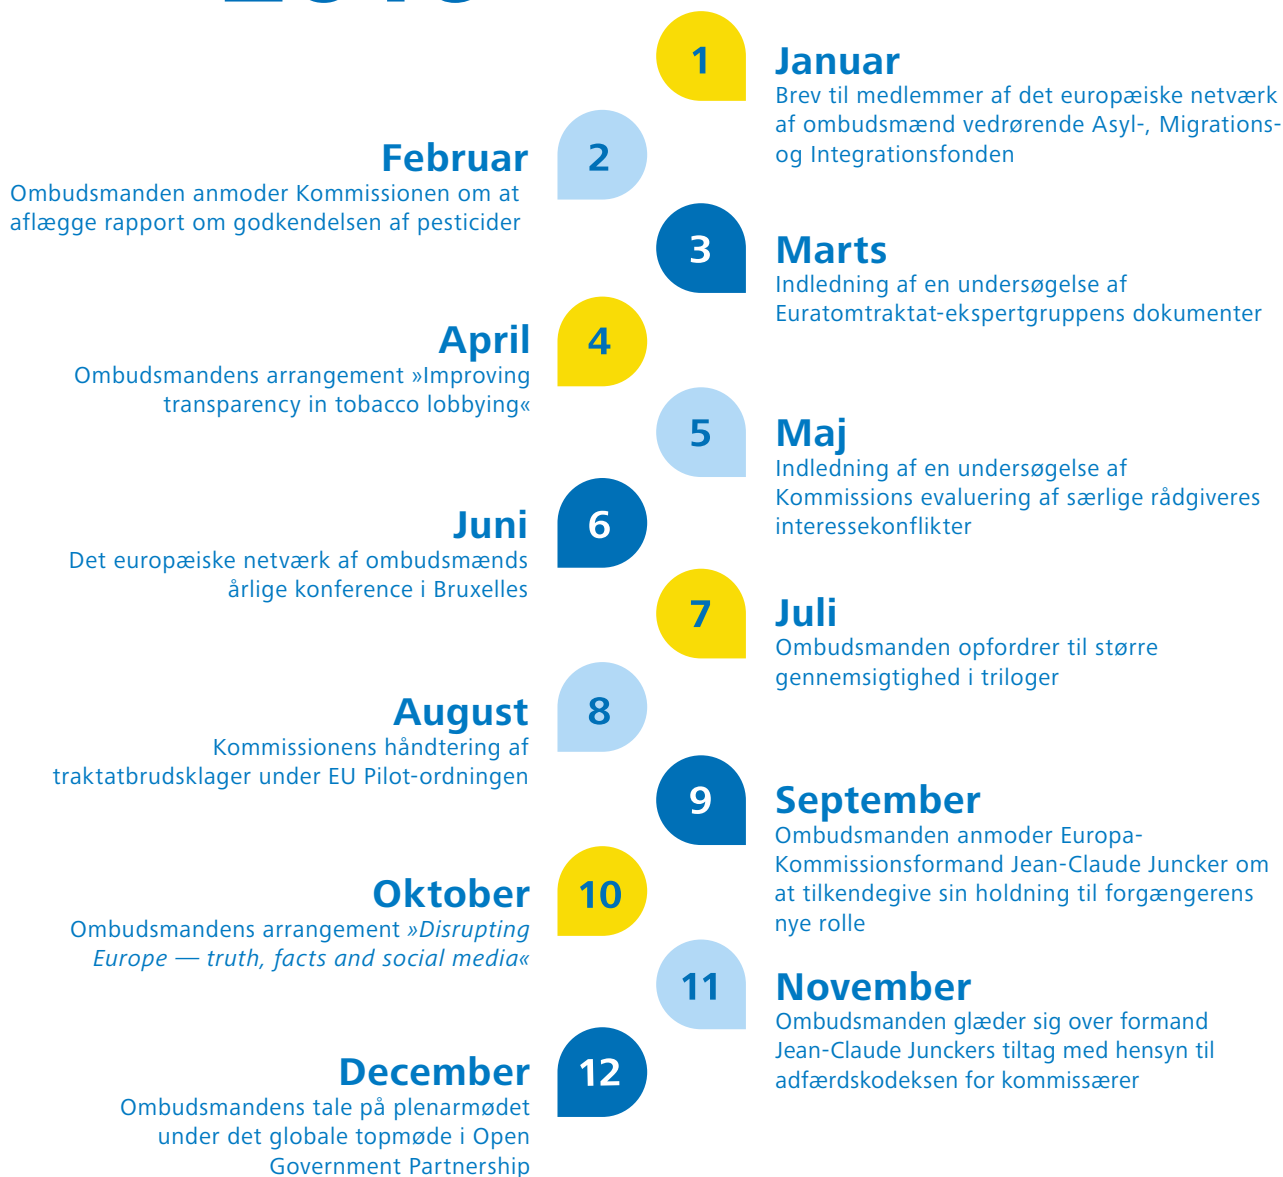 1
Januar
Brev til medlemmer af det europæiske netværk
af ombudsmænd vedrørende Asyl-, Migrations-
og Integrationsfonden
2
Februar
Ombudsmanden anmoder Kommissionen om at
aflægge rapport om godkendelsen af pesticider
3
Marts
Indledning af en undersøgelse af
Euratomtraktat-ekspertgruppens dokumenter
4
April
Ombudsmandens arrangement »Improving
transparency in tobacco lobbying«
5
Maj
Indledning af en undersøgelse af
Kommissions evaluering af særlige rådgiveres
interessekonflikter
6
Juni
Det europæiske netværk af ombudsmænds
årlige konference i Bruxelles
7
Juli
Ombudsmanden opfordrer til større
gennemsigtighed i triloger
8
August
Kommissionens håndtering af
traktatbrudsklager under EU Pilot-ordningen
9
September
Ombudsmanden anmoder Europa-
Kommissionsformand Jean-Claude Juncker om
at tilkendegive sin holdning til forgængerens
nye rolle
10
Oktober
Ombudsmandens arrangement »Disrupting
Europe — truth, facts and social media«
11
November
Ombudsmanden glæder sig over formand
Jean-Claude Junckers tiltag med hensyn til
adfærdskodeksen for kommissærer
12
December
Ombudsmandens tale på plenarmødet
under det globale topmøde i Open
Government Partnership